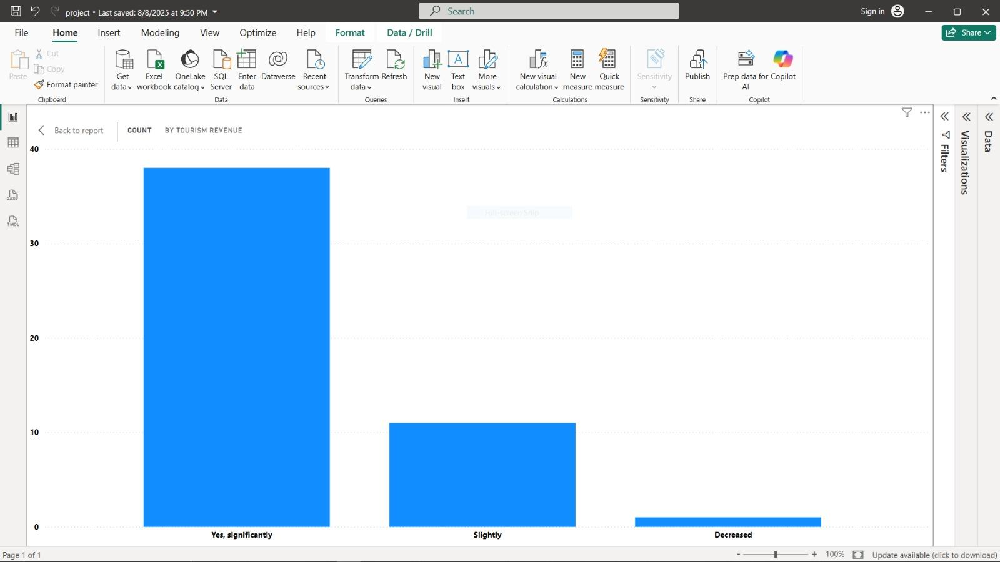 project • Last saved: 8/8/2025 at 9:50 PM
Search
Sign in
File Home Insert Modeling View Optimize Help Format Data / Drill
Share
Paste
Cut
Copy
Format painter
Clipboard
Get data
Excel workbook
OneLake catalog
SQL Server
Enter data
Dataverse
Recent sources
Data
Transform data
Refresh
Queries
New visual
Text box
More visuals
Insert
New visual calculation
New measure
Quick measure
Calculations
Sensitivity
Sensitivity
Publish
Share
Prep data for AI
Copilot
Copilot
DAX
TMDL
Back to report
COUNT BY TOURISM REVENUE
Filters
Visualizations
Data
Full-screen Snip
40
30
20
10
0
Yes, significantly
Slightly
Decreased
Page 1 of 1
- + 100%
Update available (click to download)